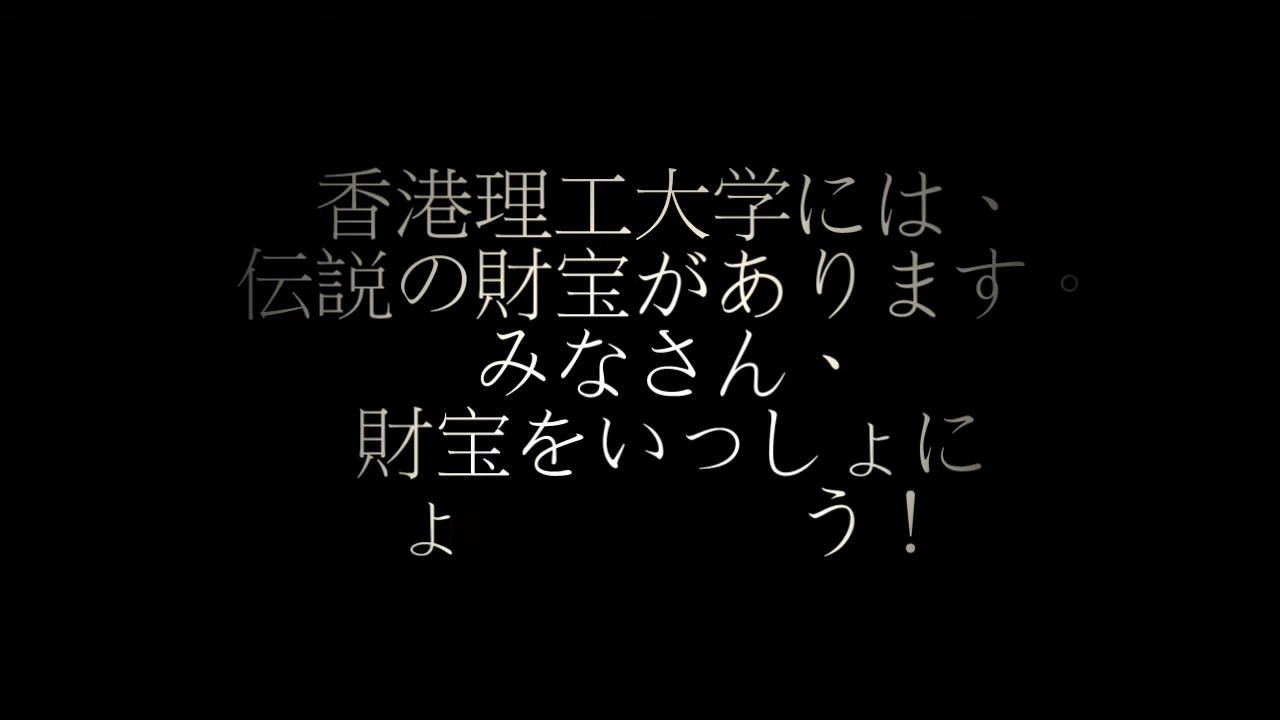 香港理工大学には、
伝説の財宝があります。
みなさん、
財宝をいっしょに
ょ う！